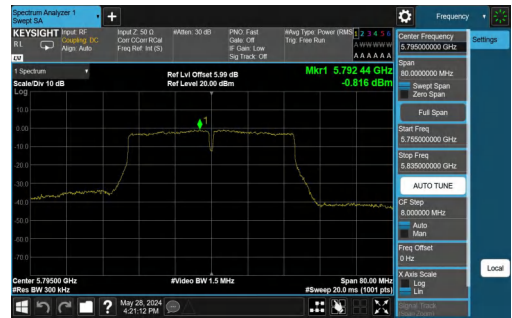 Spectrum Analyzer 1
Swept SA
+
Frequency
KEYSIGHT
RL
Input: RF
Coupling: DC
Align: Auto
Input Z: 50 Ω
Corr CCorr RCal
Freq Ref: Int (S)
#Atten: 30 dB
PNO: Fast
Gate: Off
IF Gain: Low
Sig Track: Off
#Avg Type: Power (RMS
Trig: Free Run
1 2 3 4 5 6
A W W W W W
A A A A A A
LV
1 Spectrum
Scale/Div 10 dB
Log
Ref Lvl Offset 5.99 dB
Ref Level 20.00 dBm
Mkr1 5.792 44 GHz
-0.816 dBm
1
10.0
0.00
-10.0
-20.0
-30.0
-40.0
-50.0
-60.0
-70.0
Center 5.79500 GHz
#Res BW 300 kHz
#Video BW 1.5 MHz
Span 80.00 MHz
#Sweep 20.0 ms (1001 pts)
May 28, 2024
4:21:12 PM
?
Center Frequency
5.795000000 GHz
Settings
Span
80.0000000 MHz
Swept Span
Zero Span
Full Span
Start Freq
5.755000000 GHz
Stop Freq
5.835000000 GHz
AUTO TUNE
CF Step
8.000000 MHz
Auto
Man
Freq Offset
0 Hz
X Axis Scale
Log
Lin
Local
Signal Track